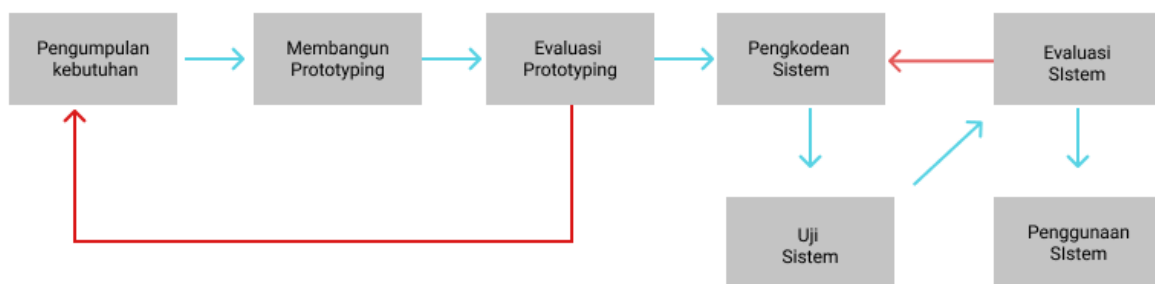 Pengumpulan
kebutuhan
Membangun
Prototyping
Evaluasi
Prototyping
Pengkodean
Sistem
Evaluasi
SIstem
Uji
Sistem
Penggunaan
SIstem